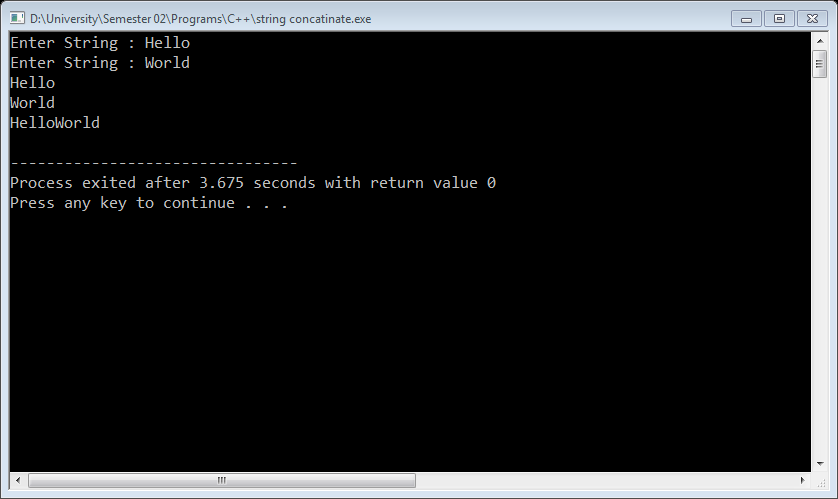 D:\University\Semester 02\Programs\C++\string concatinate.exe
Enter String : Hello
Enter String : World
Hello
World
HelloWorld
--------------------------------
Process exited after 3.675 seconds with return value 0
Press any key to continue . . .